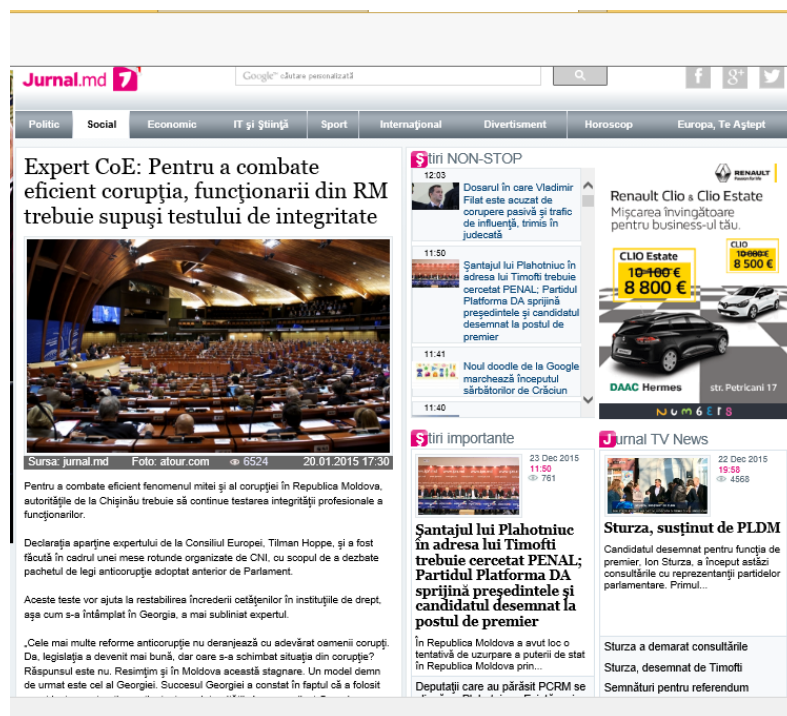 Jurnal.md 7
Google™ căutare personalizată
Politic Social Economic IT şi Ştiinţă Sport Internaţional Divertisment Horoscop Europa, Te Aştept
Expert CoE: Pentru a combate
eficient corupţia, funcţionarii din RM
trebuie supuşi testului de integritate
Sursa: jurnal.md Foto: atour.com 6524 20.01.2015 17:30
Pentru a combate eficient fenomenul mitei şi al corupţiei în Republica Moldova,
autorităţile de la Chişinău trebuie să continue testarea integrităţii profesionale a
funcţionarilor.
Declaraţia aparţine expertului de la Consiliul Europei, Tilman Hoppe, şi a fost
făcută în cadrul unei mese rotunde organizate de CNI, cu scopul de a dezbate
pachetul de legi anticorupţie adoptat anterior de Parlament.
Aceste teste vor ajuta la restabilirea încrederii cetăţenilor în instituţiile de drept,
aşa cum s-a întâmplat în Georgia, a mai subliniat expertul.
„Cele mai multe reforme anticorupţie nu deranjează cu adevărat oamenii corupţi.
Da, legislaţia a devenit mai bună, dar care s-a schimbat situaţia din corupţie?
Răspunsul este nu. Resimţim şi în Moldova această stagnare. Un model demn
de urmat este cel al Georgiei. Succesul Georgiei a constat în faptul că a folosit
Ştiri NON-STOP
12:03
Dosarul în care Vladimir
Filat este acuzat de
corupere pasivă şi trafic
de influenţă, trimis în
judecată
11:50
Şantajul lui Plahotniuc în
adresa lui Timofti trebuie
cercetat PENAL; Partidul
Platforma DA sprijină
preşedintele şi candidatul
desemnat la postul de
premier
11:41
Noul doodle de la Google
marchează începutul
sărbătorilor de Crăciun
11:40
Ştiri importante
23 Dec 2015
11:50
761
Şantajul lui Plahotniuc
în adresa lui Timofti
trebuie cercetat PENAL;
Partidul Platforma DA
sprijină preşedintele şi
candidatul desemnat la
postul de premier
În Republica Moldova a avut loc o
tentativă de uzurpare a puterii de stat
în Republica Moldova prin...
Deputaţii care au părăsit PCRM se
RENAULT
Renault Clio & Clio Estate
Mişcarea învingătoare
pentru business-ul tău.
CLIO Estate
10 100 €
8 800 €
CLIO
10 000 €
8 500 €
DAAC Hermes str. Petricani 17
NUM6ERS
Jurnal TV News
22 Dec 2015
19:58
4568
Sturza, susţinut de PLDM
Candidatul desemnat pentru funcţia de
premier, Ion Sturza, a început astăzi
consultările cu reprezentanţii partidelor
parlamentare. Primul...
Sturza a demarat consultările
Sturza, desemnat de Timofti
Semnături pentru referendum